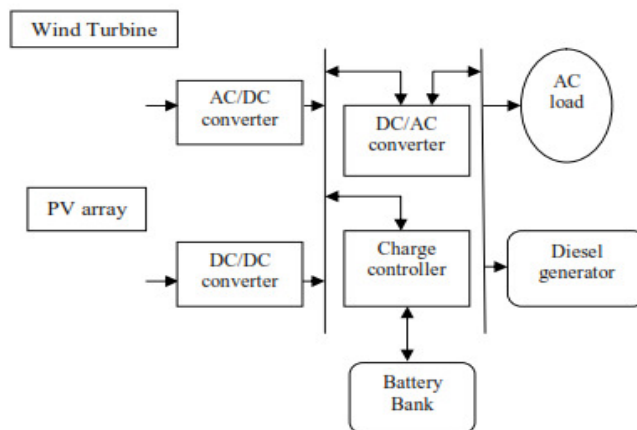 Wind Turbine
AC/DC
converter
DC/AC
converter
AC
load
PV array
DC/DC
converter
Charge
controller
Diesel
generator
Battery
Bank